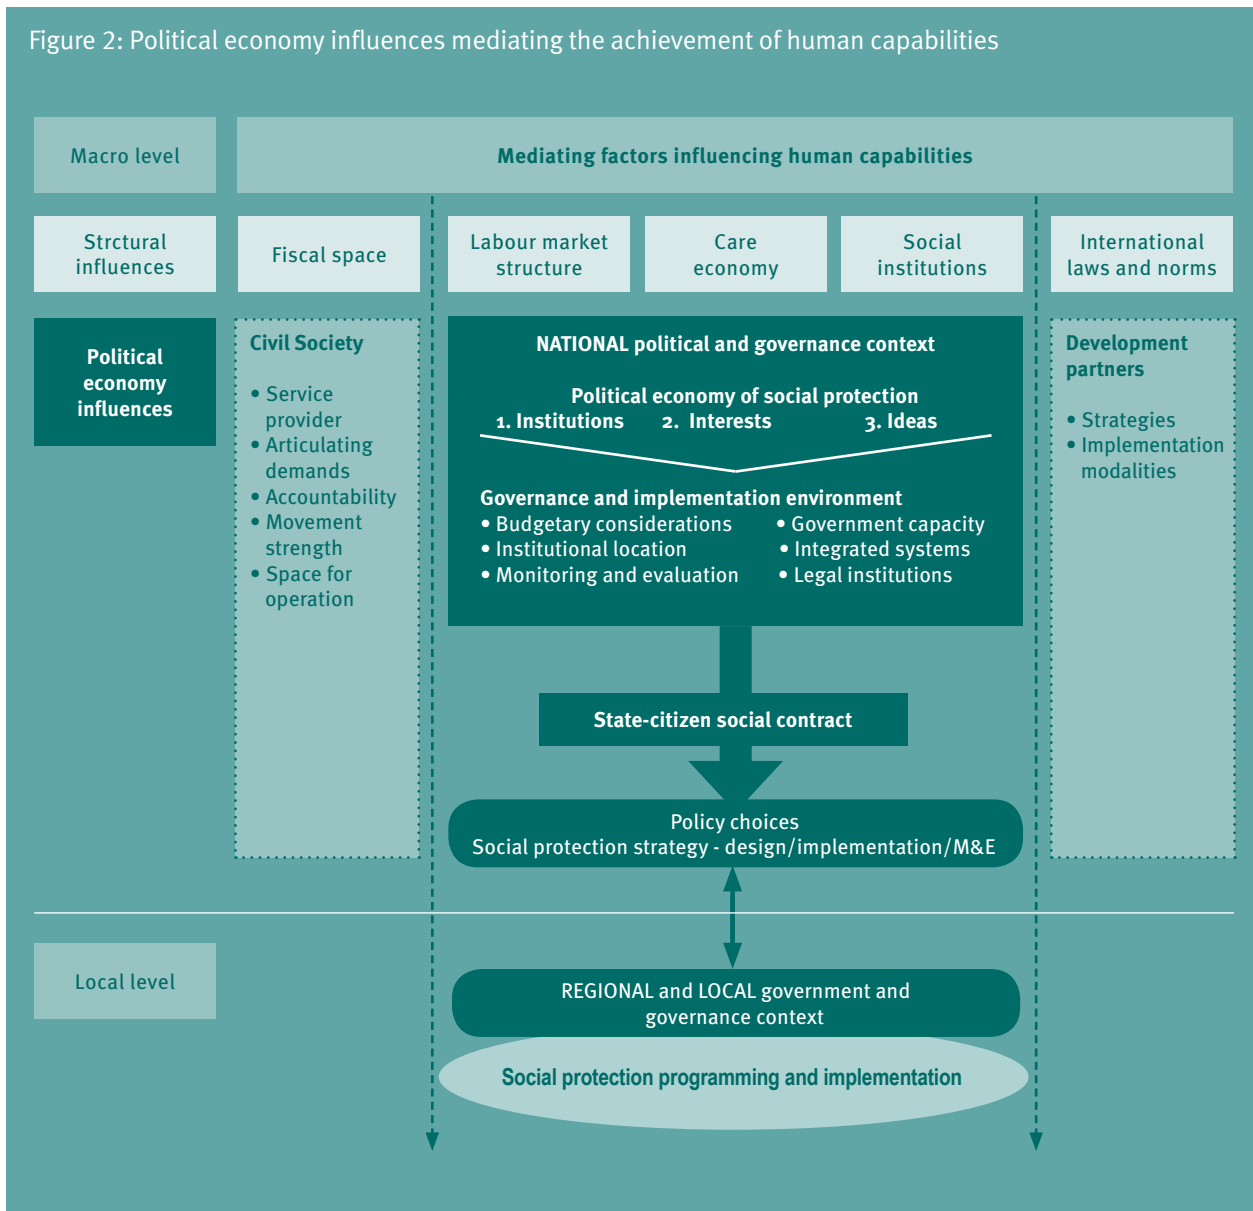 Figure 2: Political economy influences mediating the achievement of human capabilities
Macro level
Mediating factors influencing human capabilities
Strctural
influences
Fiscal space
Labour market
structure
Care
economy
Social
institutions
International
laws and norms
Political
economy
influences
Civil Society
• Service
provider
• Articulating
demands
• Accountability
• Movement
strength
• Space for
operation
NATIONAL political and governance context
Political economy of social protection
1. Institutions 2. Interests 3. Ideas
Governance and implementation environment
• Budgetary considerations
• Institutional location
• Monitoring and evaluation
• Government capacity
• Integrated systems
• Legal institutions
Development
partners
• Strategies
• Implementation
modalities
State-citizen social contract
Policy choices
Social protection strategy - design/implementation/M&E
Local level
REGIONAL and LOCAL government and
governance context
Social protection programming and implementation